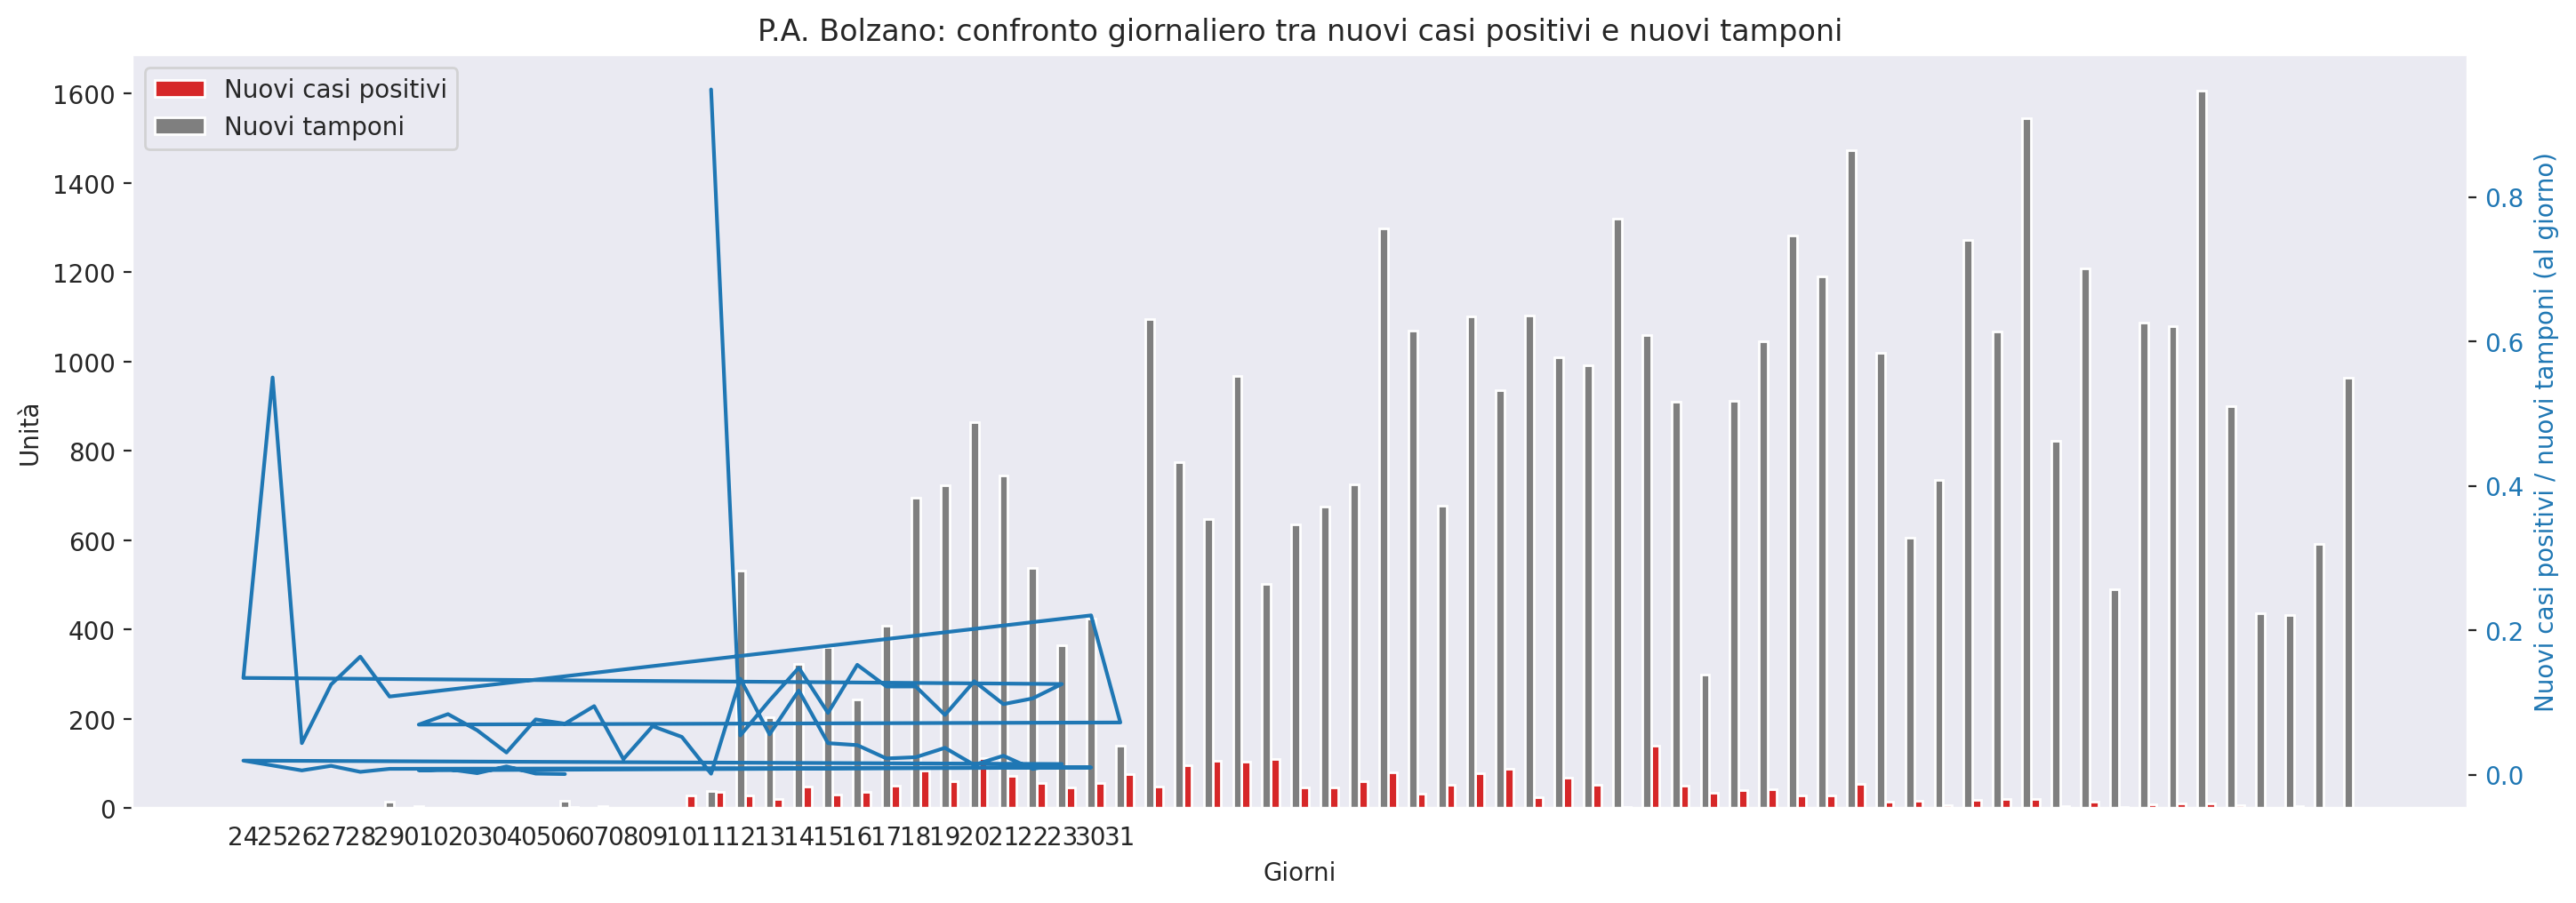 P.A. Bolzano: confronto giornaliero tra nuovi casi positivi e nuovi tamponi
Nuovi casi positivi
Nuovi tamponi
1600
1400
1200
1000
800
600
400
200
0
Unità
0.8
0.6
0.4
0.2
0.0
Nuovi casi positivi / nuovi tamponi (al giorno)
24252627282901020304050607080910111213141516171819202122233031
Giorni